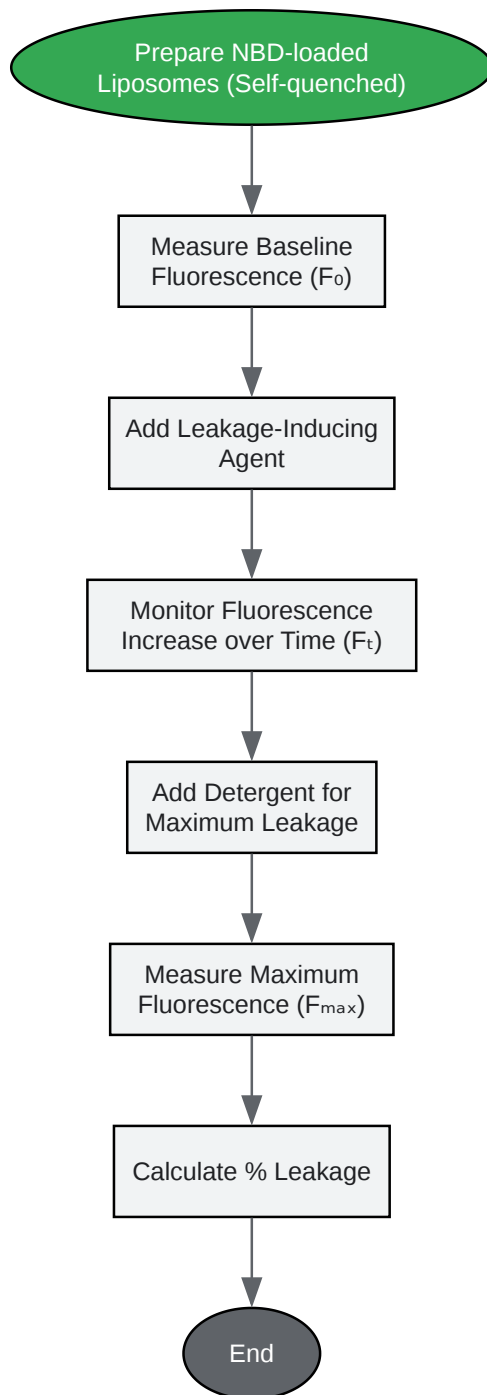 Prepare NBD-loaded
Liposomes (Self-quenched)
Measure Baseline
Fluorescence (F₀)
Add Leakage-Inducing
Agent
Monitor Fluorescence
Increase over Time (Fₜ)
Add Detergent for
Maximum Leakage
Measure Maximum
Fluorescence (Fₘₐₓ)
Calculate % Leakage
End